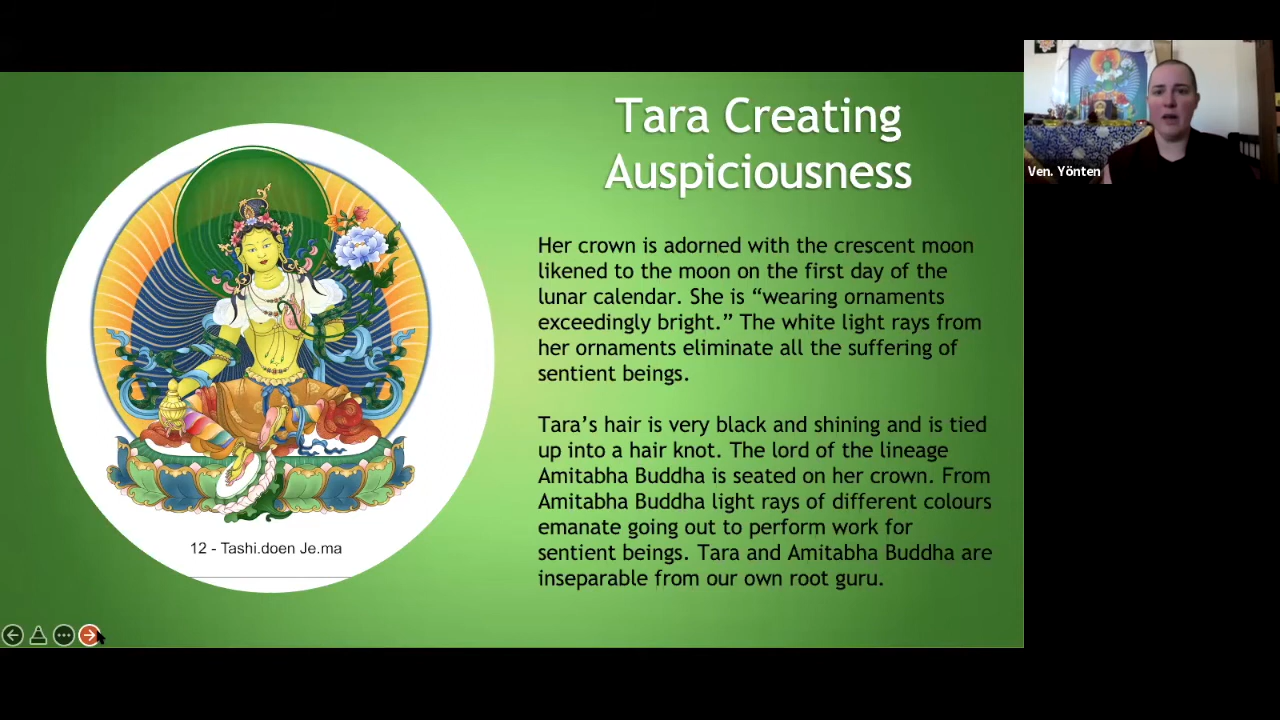 Tara Creating
Auspiciousness
Her crown is adorned with the crescent moon
likened to the moon on the first day of the
lunar calendar. She is “wearing ornaments
exceedingly bright.” The white light rays from
her ornaments eliminate all the suffering of
sentient beings.
Tara’s hair is very black and shining and is tied
up into a hair knot. The lord of the lineage
Amitabha Buddha is seated on her crown. From
Amitabha Buddha light rays of different colours
emanate going out to perform work for
sentient beings. Tara and Amitabha Buddha are
inseparable from our own root guru.
12 - Tashi.doen Je.ma
Ven. Yönten